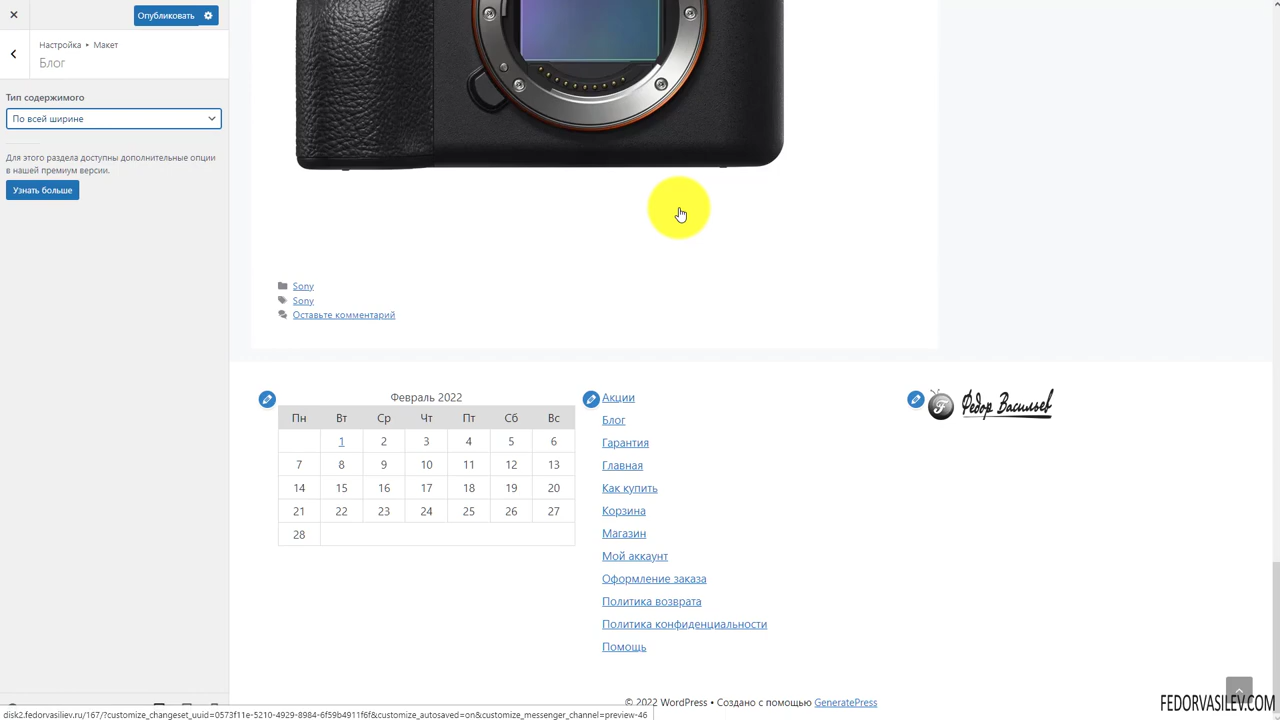 Опубликовать
Настройка ▸ Макет
Блог
Тип содержимого
По всей ширине
Для этого раздела доступны дополнительные опции
в нашей премиум версии.
Узнать больше
Sony
Sony
Оставьте комментарий
Февраль 2022
Пн Вт Ср Чт Пт Сб Вс
1 2 3 4 5 6
7 8 9 10 11 12 13
14 15 16 17 18 19 20
21 22 23 24 25 26 27
28
Акции
Блог
Гарантия
Главная
Как купить
Корзина
Магазин
Мой аккаунт
Оформление заказа
Политика возврата
Политика конфиденциальности
Помощь
Федор Васильев
© 2022 WordPress • Создано с помощью GeneratePress
disk2.fedorvasiliev.ru/167/?customize_changeset_uuid=0573f11e-5210-4929-8984-6f59b4911f6f&customize_autosaved=on&customize_messenger_channel=preview-46
FEDORVASILEV.COM